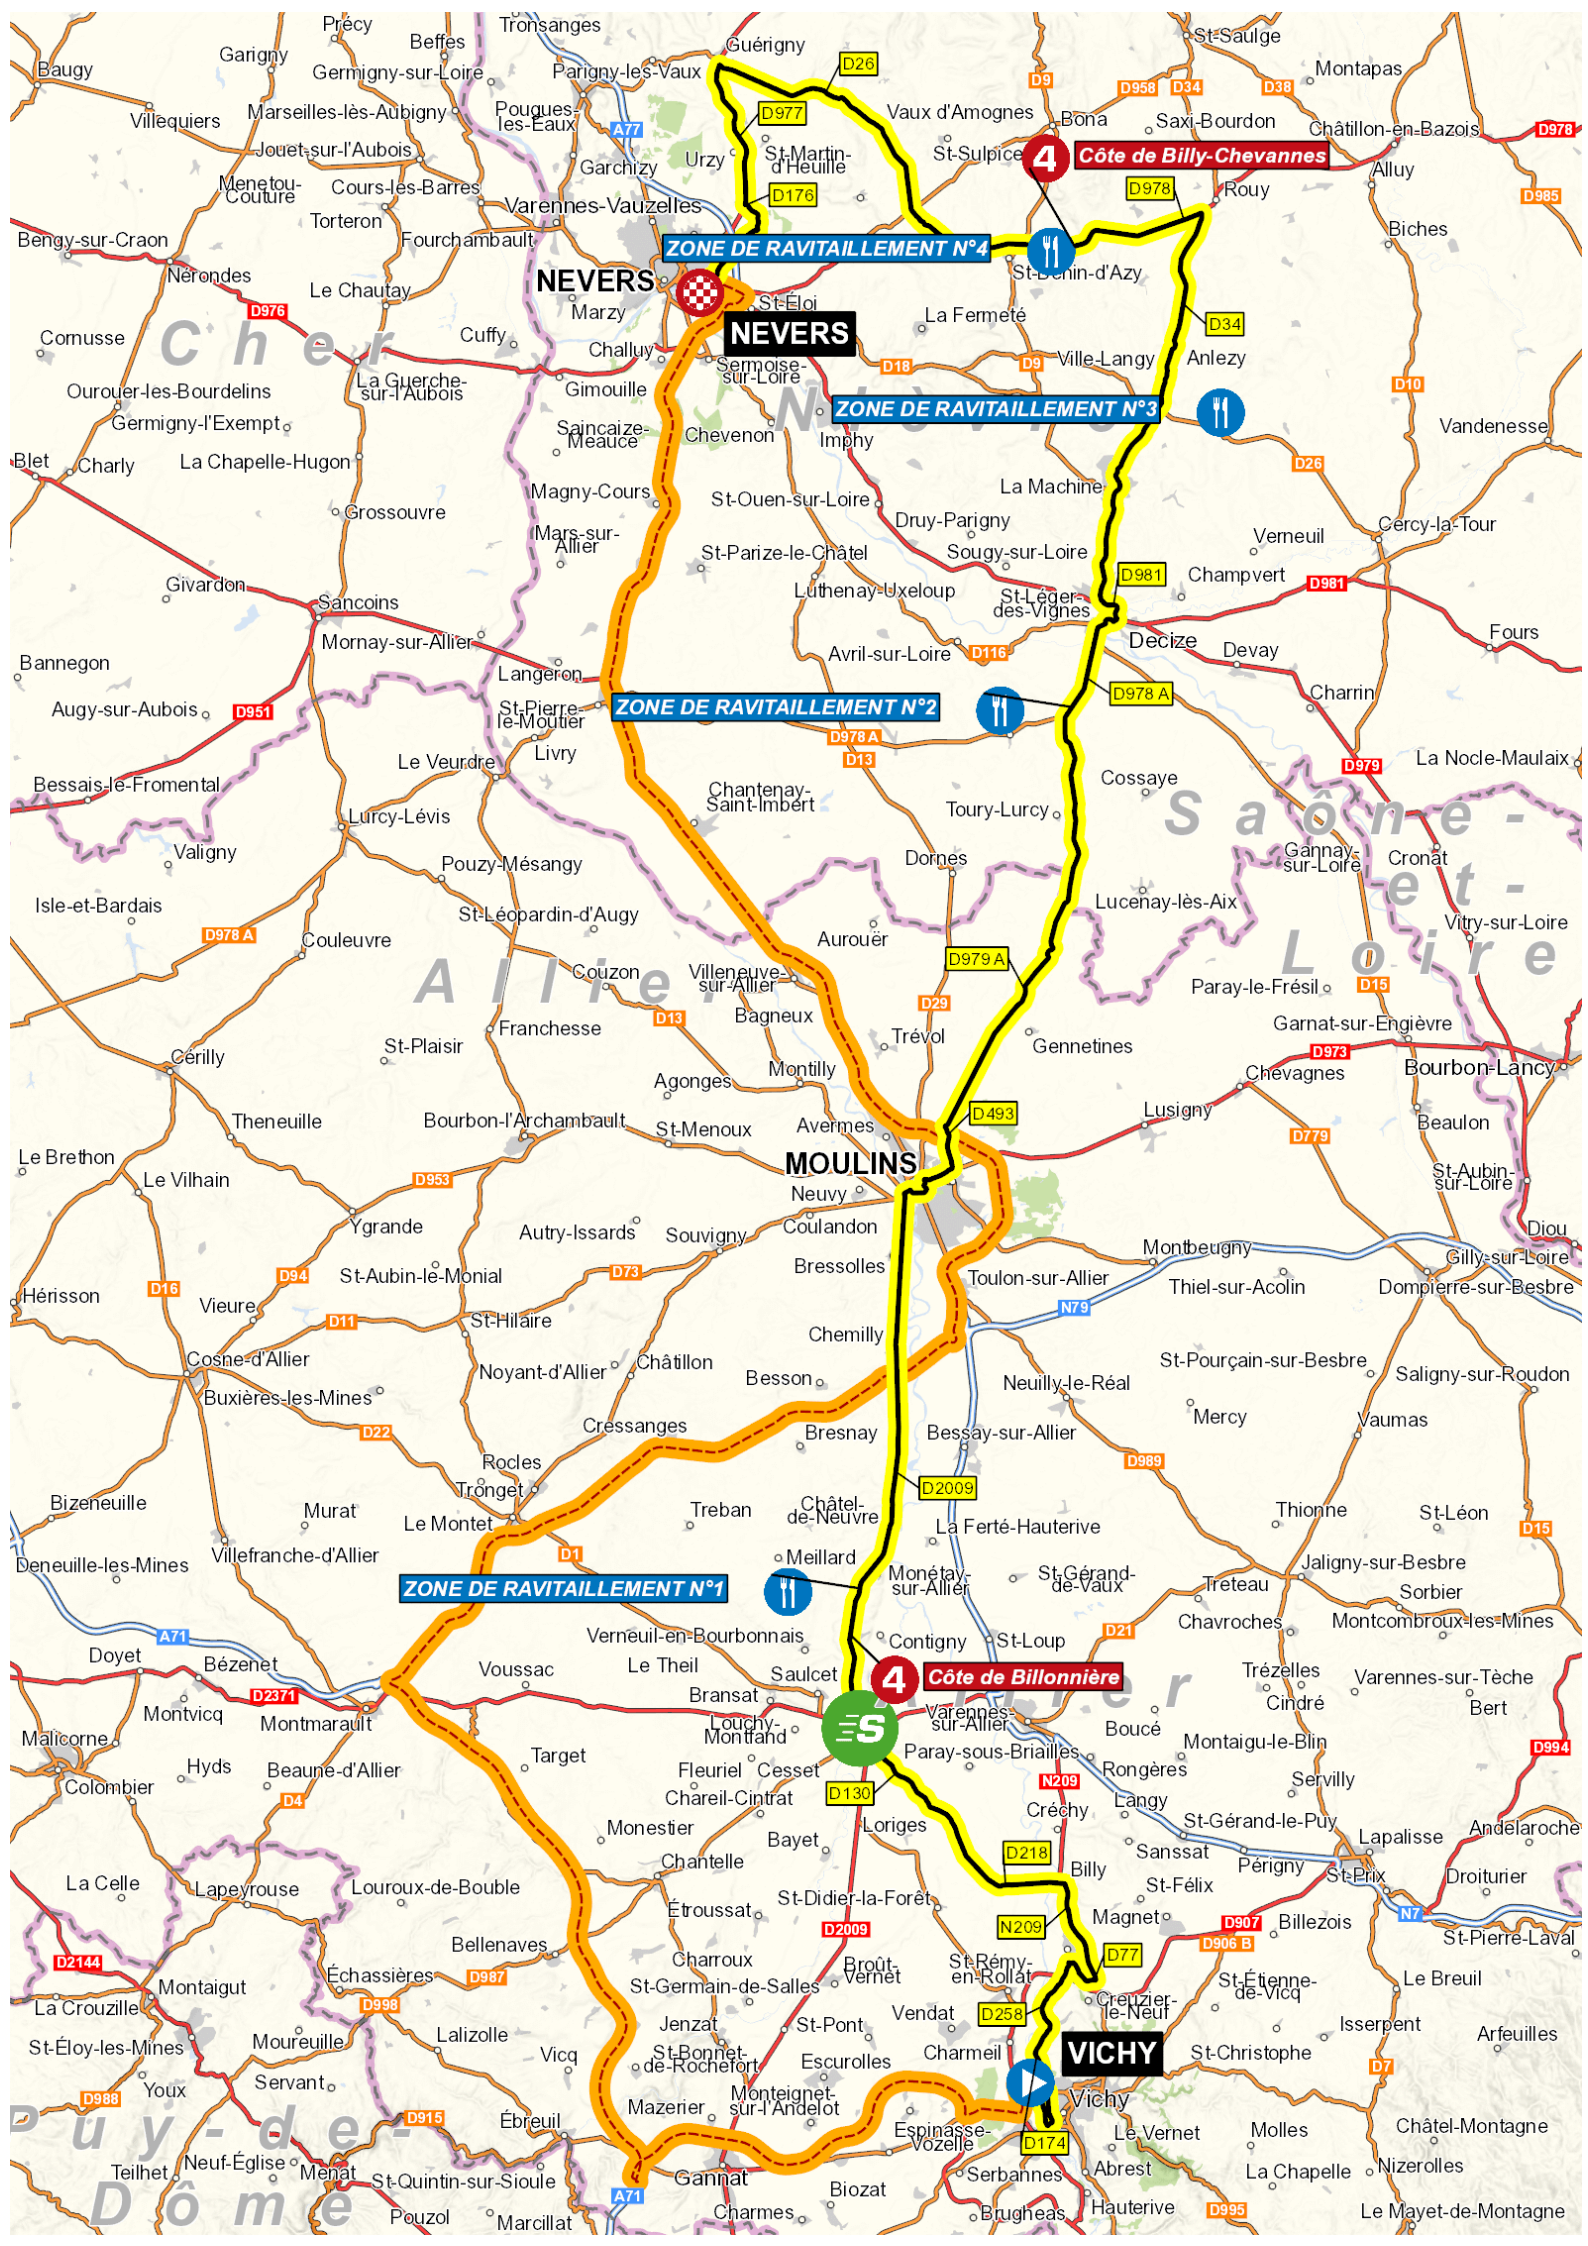 Précy
Tronsanges
Guérigny
St-Saulge
Beffes
Garigny
Baugy
Germigny-sur-Loire
Parigny-les-Vaux
D26
D9
D958
D34
D38
Montapas
Villequiers
Marseilles-lès-Aubigny
Pougues-
les-Eaux
A77
D977
Vaux d'Amognes
Bona
Saxi-Bourdon
Châtillon-en-Bazois
D978
Jouet-sur-l'Aubois
Garchizy
Urzy
St-Martin-
d'Heuille
St-Sulpice
4
Côte de Billy-Chevannes
Alluy
Menetou-
Couture
Cours-les-Barres
D176
D978
Rouy
D985
Torteron
Varennes-Vauzelles
Bengy-sur-Craon
Fourchambault
ZONE DE RAVITAILLEMENT N°4
Biches
Nérondes
NEVERS
St-Benin-d'Azy
Le Chautay
Marzy
St-Éloi
D976
Cher
NEVERS
La Fermeté
D34
Cornusse
Cuffy
Challuy
Sermoise-
sur-Loire
D18
D9
Ville-Langy
Anlezy
La Guerche-
sur-l'Aubois
Gimouille
D10
Ourouer-les-Bourdelins
Nièvre
ZONE DE RAVITAILLEMENT N°3
Germigny-l'Exempt
Saincaize-
Meauce
Chevenon
Imphy
Vandenesse
Blet
Charly
La Chapelle-Hugon
D26
Magny-Cours
St-Ouen-sur-Loire
La Machine
Grossouvre
Druy-Parigny
Cercy-la-Tour
Mars-sur-
Allier
St-Parize-le-Châtel
Sougy-sur-Loire
Verneuil
D981
Champvert
D981
Givardon
Luthenay-Uxeloup
St-Léger-
des-Vignes
Sancoins
Mornay-sur-Allier
Decize
Fours
Bannegon
Avril-sur-Loire
D116
Devay
Langeron
D978 A
Charrin
Augy-sur-Aubois
D951
St-Pierre-
le-Moutier
ZONE DE RAVITAILLEMENT N°2
D978 A
Livry
D13
Le Veurdre
D979
La Nocle-Maulaix
Bessais-le-Fromental
Chantenay-
Saint-Imbert
Cossaye
Toury-Lurcy
Saône-
et-
Loire
Lurcy-Lévis
Valigny
Pouzy-Mésangy
Dornes
Gannay-
sur-Loire
Cronat
Isle-et-Bardais
St-Léopardin-d'Augy
Lucenay-lès-Aix
Vitry-sur-Loire
D978 A
Couleuvre
Aurouër
D979 A
Allier
Couzon
Villeneuve-
sur-Allier
Paray-le-Frésil
D15
D13
Bagneux
D29
Franchesse
Garnat-sur-Engièvre
Cérilly
St-Plaisir
Trévol
Gennetines
D973
Bourbon-Lancy
Agonges
Montilly
Chevagnes
Theneuille
Bourbon-l'Archambault
D493
Lusigny
Beaulon
St-Menoux
Avermes
D779
Le Brethon
MOULINS
St-Aubin-
sur-Loire
Le Vilhain
D953
Neuvy
Ygrande
Autry-Issards
Souvigny
Coulandon
Diou
Montbeugny
Gilly-sur-Loire
D16
D94
St-Aubin-le-Monial
D73
Bressolles
Toulon-sur-Allier
Thiel-sur-Acolin
Dompierre-sur-Besbre
Hérisson
Vieure
D11
St-Hilaire
N79
Chemilly
Cosne-d'Allier
Noyant-d'Allier
Châtillon
St-Pourçain-sur-Besbre
Saligny-sur-Roudon
Buxières-les-Mines
Besson
Neuilly-le-Réal
Mercy
Vaumas
D22
Cressanges
Bresnay
Bessay-sur-Allier
Rocles
D989
Tronget
D2009
Bizeneuille
Murat
Le Montet
Treban
Châtel-
de-Neuvre
La Ferté-Hauterive
Thionne
St-Léon
D15
Villefranche-d'Allier
D1
Meillard
Deneuille-les-Mines
ZONE DE RAVITAILLEMENT N°1
Monétay-
sur-Allier
St-Gérand-
de-Vaux
Jaligny-sur-Besbre
Treteau
Sorbier
A71
Verneuil-en-Bourbonnais
Contigny
St-Loup
D21
Chavroches
Montcombroux-les-Mines
Doyet
Bézenet
Voussac
Le Theil
Saulcet
4
Côte de Billonnière
Trézelles
Varennes-sur-Tèche
D2371
Bransat
Allier
Cindré
Bert
Montvicq
Montmarault
Louchy-
Montfand
S
Varennes-
sur-Allier
Boucé
Malicorne
Target
Paray-sous-Briailles
Montaigu-le-Blin
D994
Hyds
Beaune-d'Allier
Fleuriel
Cesset
Rongères
Colombier
D4
Chareil-Cintrat
D130
N209
Servilly
Langy
Monestier
Loriges
Créchy
St-Gérand-le-Puy
Bayet
Lapalisse
Andelaroche
Chantelle
D218
Billy
Sanssat
Périgny
La Celle
Lapeyrouse
Louroux-de-Bouble
St-Prix
Droiturier
Étroussat
St-Didier-la-Forêt
St-Félix
N209
Magnet
D907
Billezois
N7
D2009
D906 B
St-Pierre-Laval
D2144
Bellenaves
Charroux
Broût-
Vernet
St-Rémy-
en-Rollat
D77
Montaigut
Échassières
D987
St-Germain-de-Salles
St-Étienne-
de-Vicq
Le Breuil
La Crouzille
D998
Vendat
D258
Creuzier-
le-Neuf
Jenzat
St-Pont
Isserpent
St-Éloy-les-Mines
Moureuille
Lalizolle
St-Bonnet-
de-Rochefort
Charmeil
VICHY
St-Christophe
Arfeuilles
Vicq
Escurolles
D7
D988
Youx
Servant
Monteignet-
sur-l'Andelot
Vichy
Puy-de-
Dôme
D915
Ébreuil
Mazerier
Espinasse-
Vozelle
D174
Le Vernet
Molles
Châtel-Montagne
Teilhet
Neuf-Église
Menat
St-Quintin-sur-Sioule
Gannat
Serbannes
Abrest
La Chapelle
Nizerolles
A71
Biozat
Pouzol
Marcillat
Charmes
Brugheas
Hauterive
D995
Le Mayet-de-Montagne